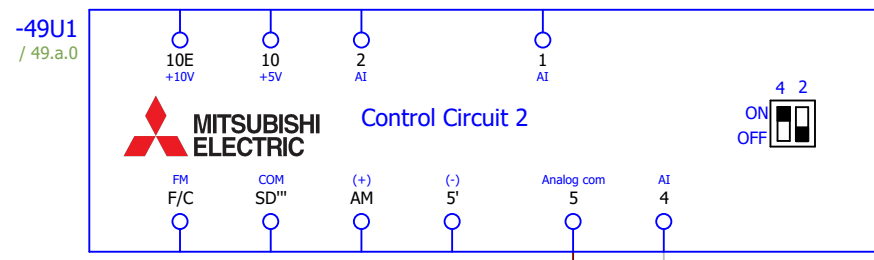 -49U1
/ 49.a.0
10E
+10V
10
+5V
2
AI
1
AI
MITSUBISHI
ELECTRIC
Control Circuit 2
4 2
ON
OFF
FM
F/C
COM
SD'''
(+)
AM
(-)
5'
Analog com
5
AI
4